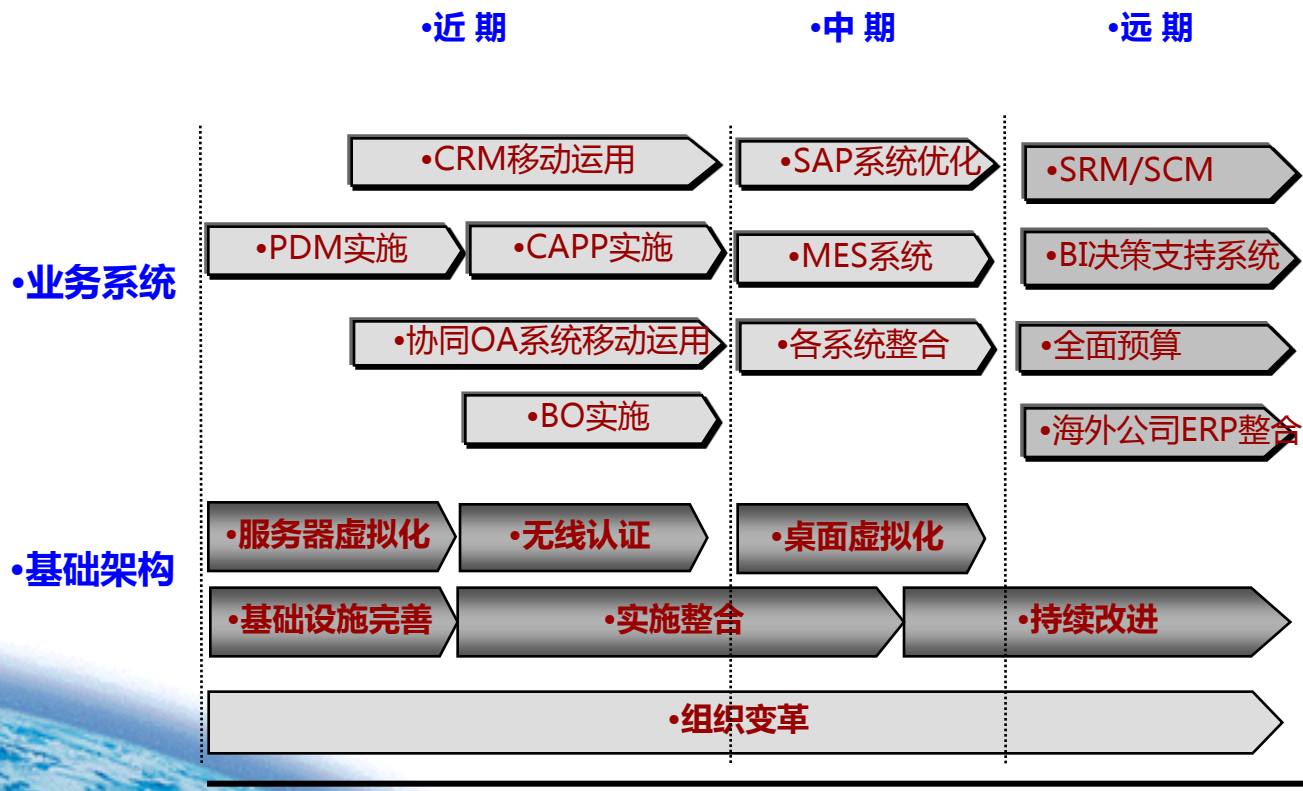 •近 期
•中 期
•远 期
•CRM移动运用
•SAP系统优化
•SRM/SCM
•PDM实施
•CAPP实施
•MES系统
•BI决策支持系统
•业务系统
•协同OA系统移动运用
•各系统整合
•全面预算
•BO实施
•海外公司ERP整合
•服务器虚拟化
•无线认证
•桌面虚拟化
•基础架构
•基础设施完善
•实施整合
•持续改进
•组织变革